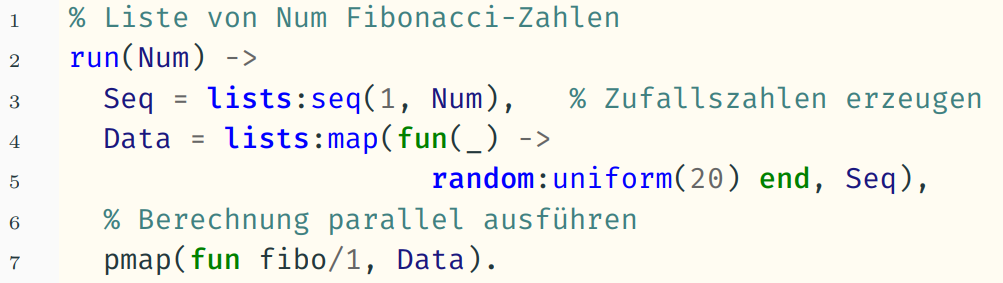 1 % Liste von Num Fibonacci-Zahlen
2 run(Num) ->
3   Seq = lists:seq(1, Num),   % Zufallszahlen erzeugen
4   Data = lists:map(fun(_) ->
5                      random:uniform(20) end, Seq),
6   % Berechnung parallel ausführen
7   pmap(fun fibo/1, Data).